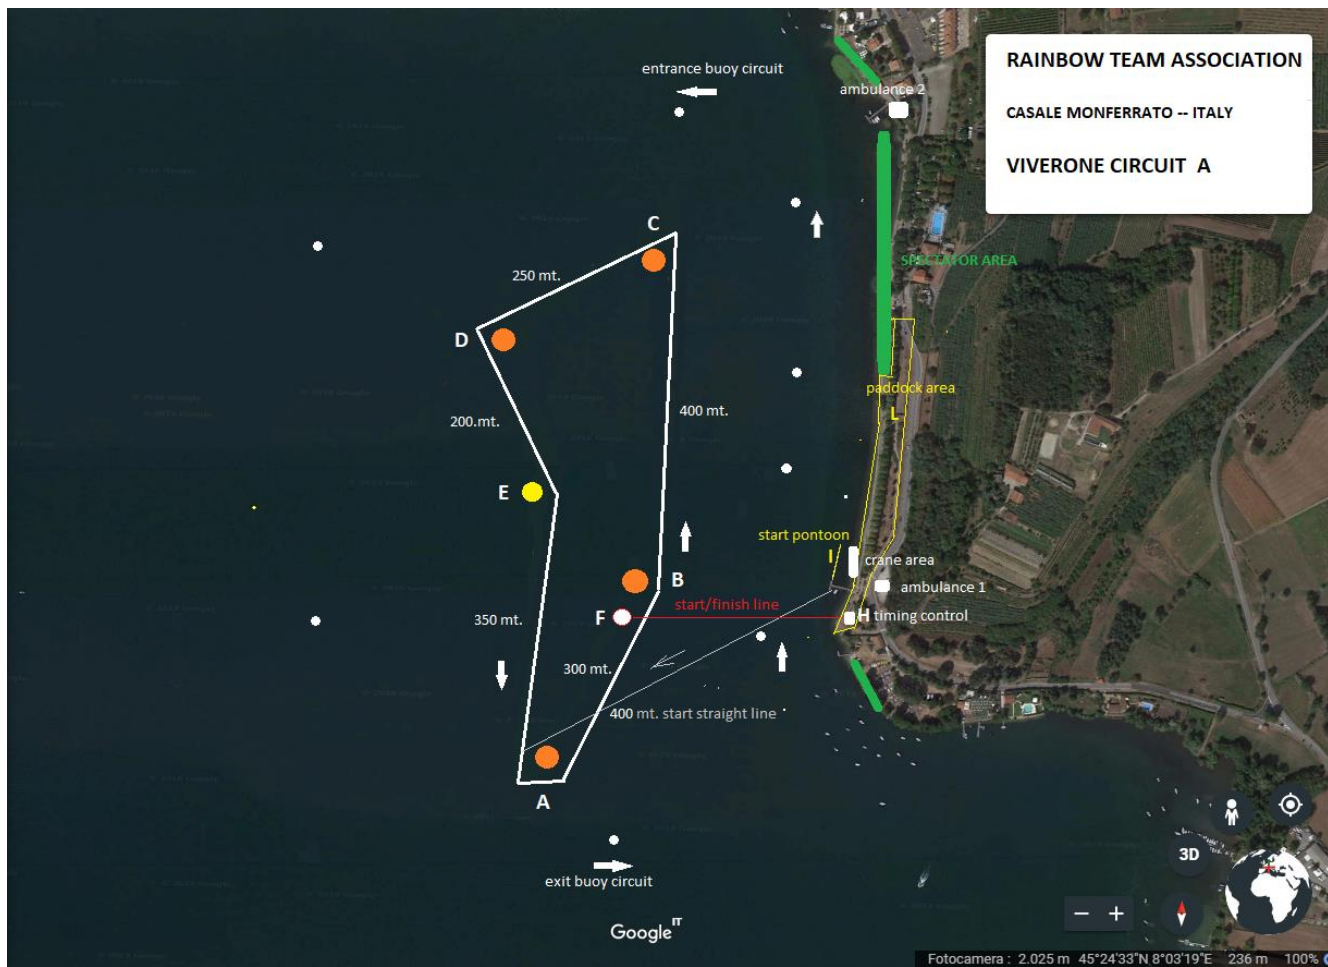 RAINBOW TEAM ASSOCIATION
CASALE MONFERRATO -- ITALY
VIVERONE CIRCUIT A
entrance buoy circuit
ambulance 2
C
250 mt.
SPECTATOR AREA
D
paddock area
200.mt.
400 mt.
L
E
start pontoon
I
crane area
B
ambulance 1
start/finish line
F
H timing control
350 mt.
300 mt.
400 mt. start straight line
A
exit buoy circuit
3D
Google IT
Fotocamera : 2.025 m 45°24'33"N 8°03'19"E 236 m 100%